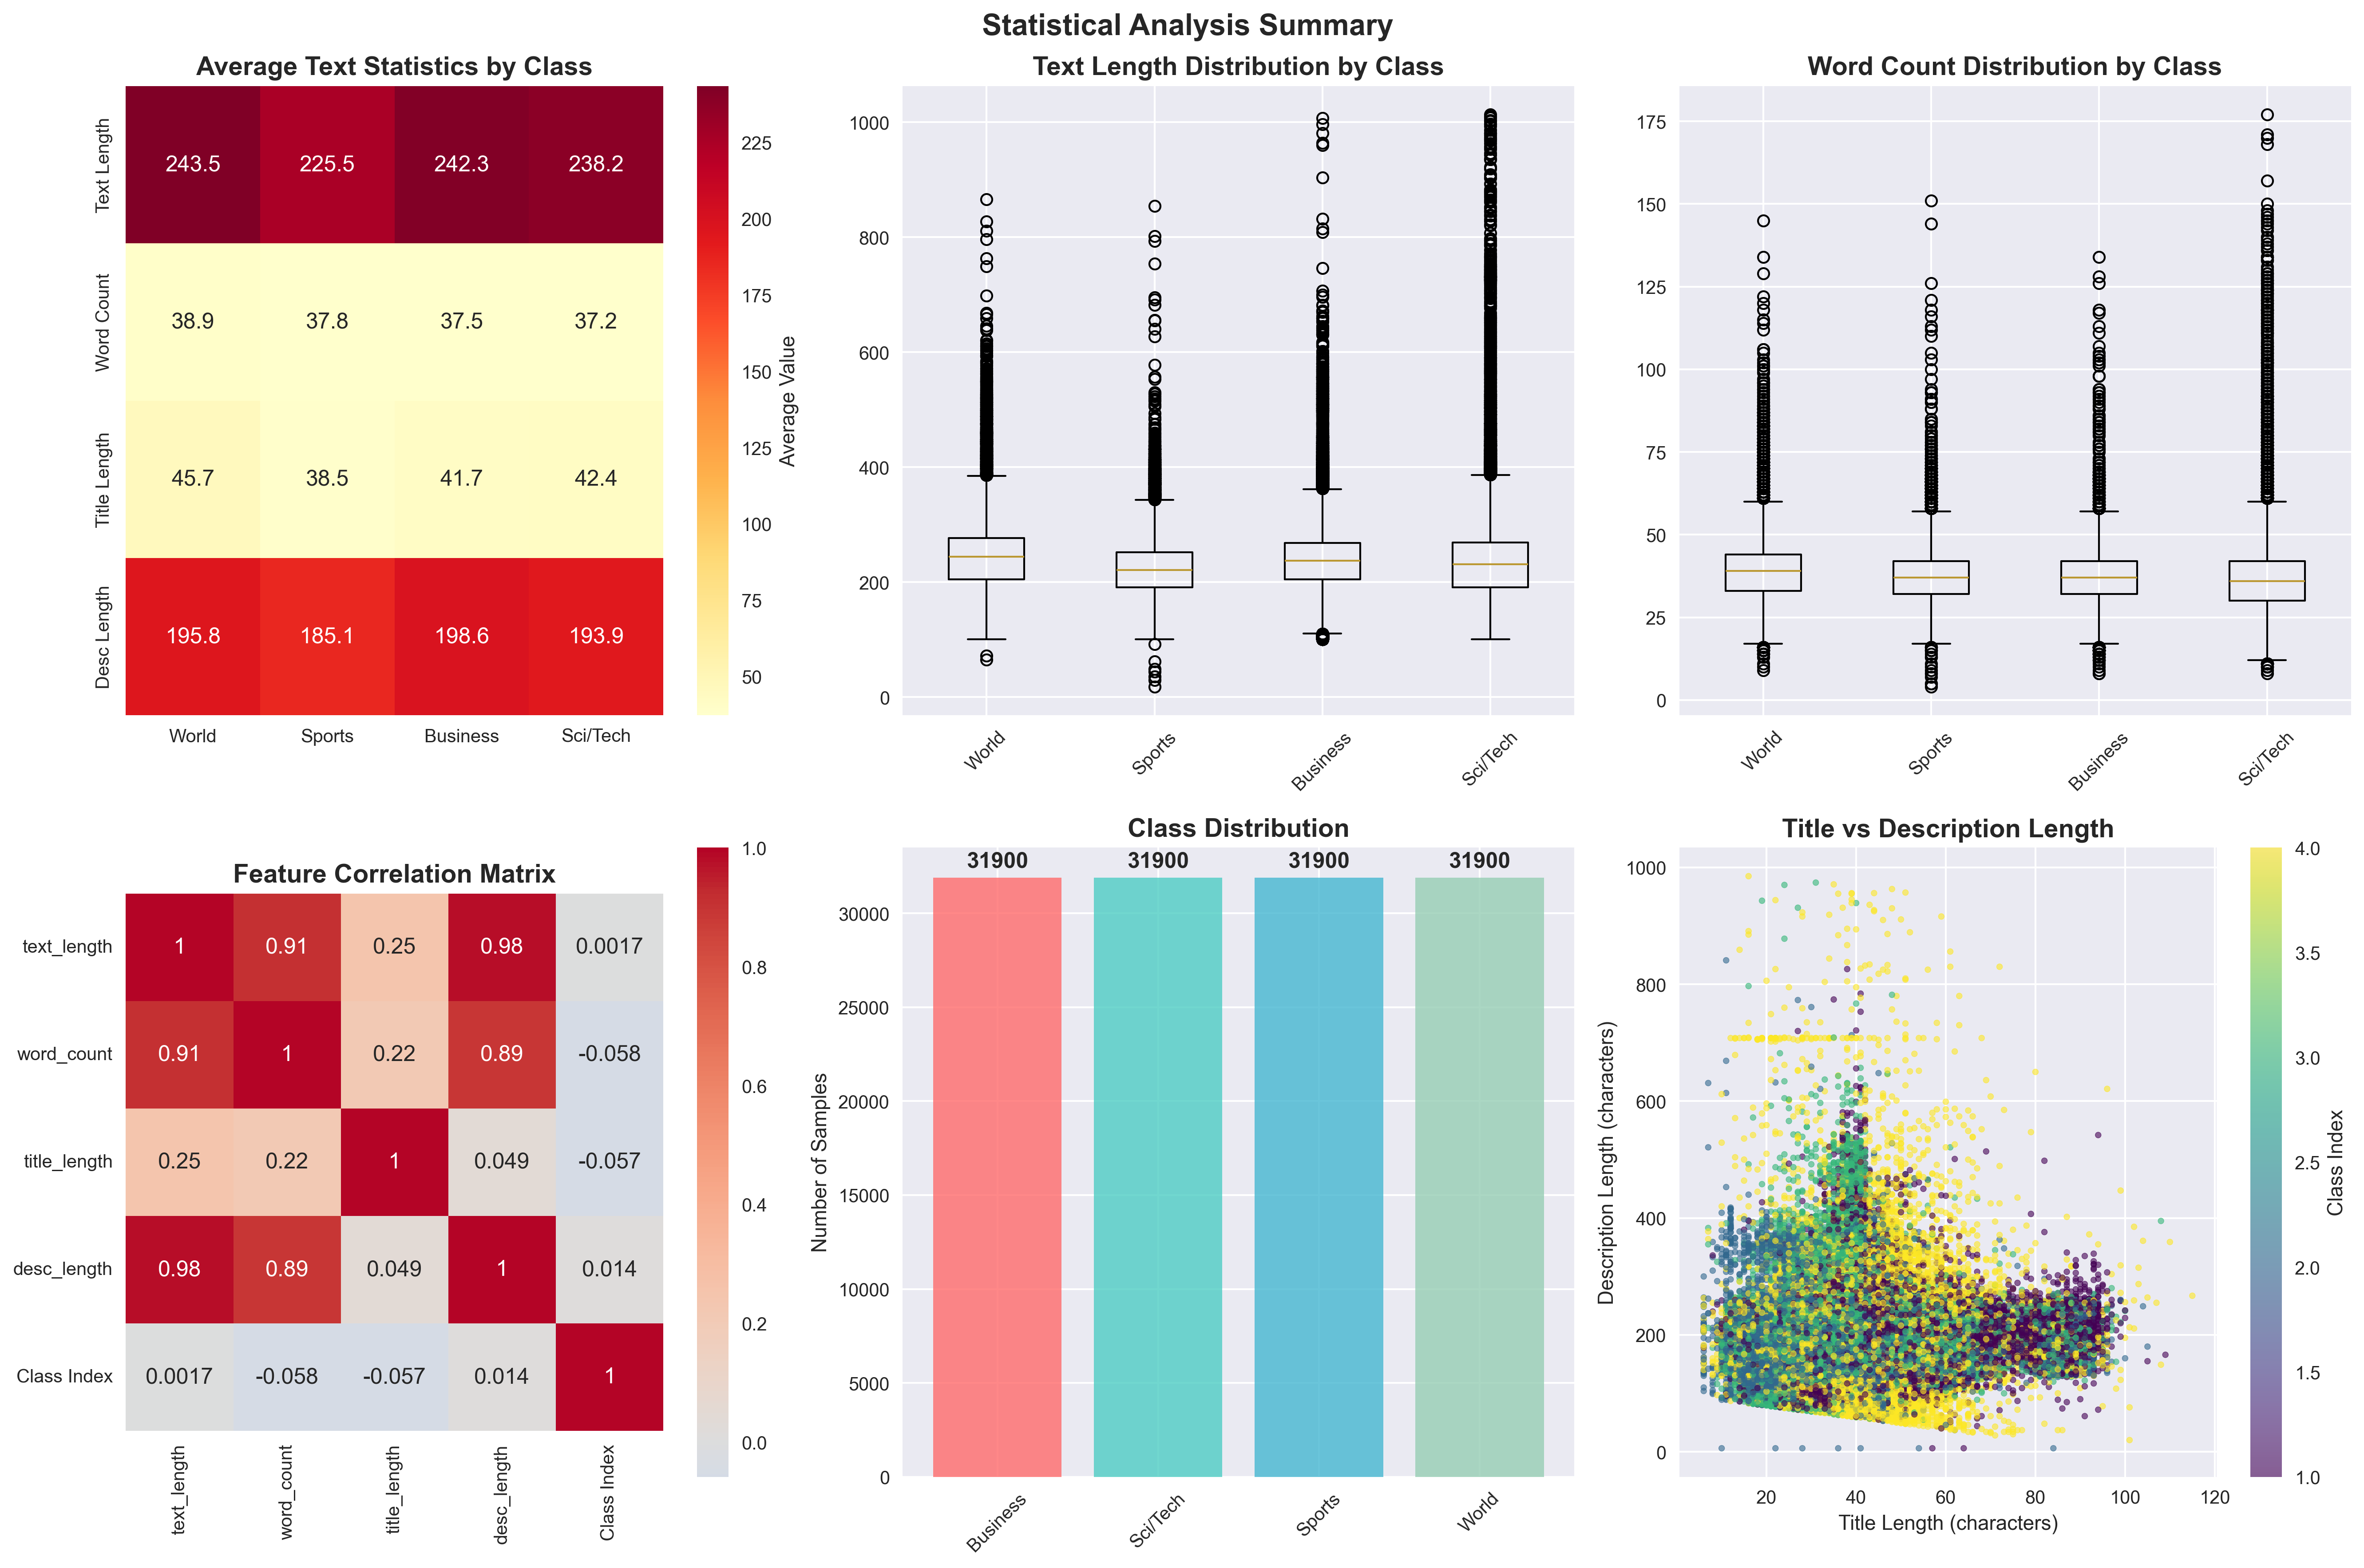 Statistical Analysis Summary
Average Text Statistics by Class
Text Length
Word Count
Title Length
Desc Length
243.5 225.5 242.3 238.2
38.9 37.8 37.5 37.2
45.7 38.5 41.7 42.4
195.8 185.1 198.6 193.9
World Sports Business Sci/Tech
225
200
175
150
125
100
75
50
Average Value
Text Length Distribution by Class
1000
800
600
400
200
0
World Sports Business Sci/Tech
Word Count Distribution by Class
175
150
125
100
75
50
25
0
World Sports Business Sci/Tech
Feature Correlation Matrix
text_length 1 0.91 0.25 0.98 0.0017
word_count 0.91 1 0.22 0.89 -0.058
title_length 0.25 0.22 1 0.049 -0.057
desc_length 0.98 0.89 0.049 1 0.014
Class Index 0.0017 -0.058 -0.057 0.014 1
text_length word_count title_length desc_length Class Index
1.0
0.8
0.6
0.4
0.2
0.0
Class Distribution
31900 31900 31900 31900
Number of Samples
30000
25000
20000
15000
10000
5000
0
Business Sci/Tech Sports World
Title vs Description Length
Description Length (characters)
1000
800
600
400
200
0
20 40 60 80 100 120
Title Length (characters)
4.0
3.5
3.0
2.5
2.0
1.5
1.0
Class Index